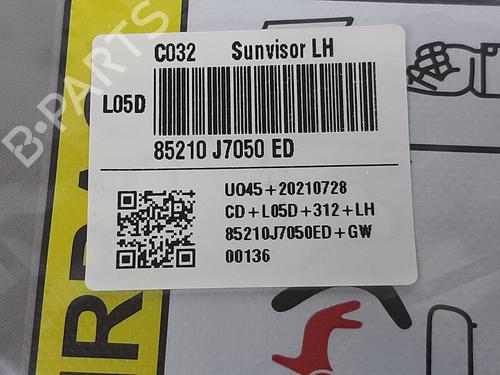 C032 Sunvisor LH
L05D
85210 J7050 ED
U045+20210728
CD+L05D+312+LH
85210J7050ED+GW
00136
B-PARTS